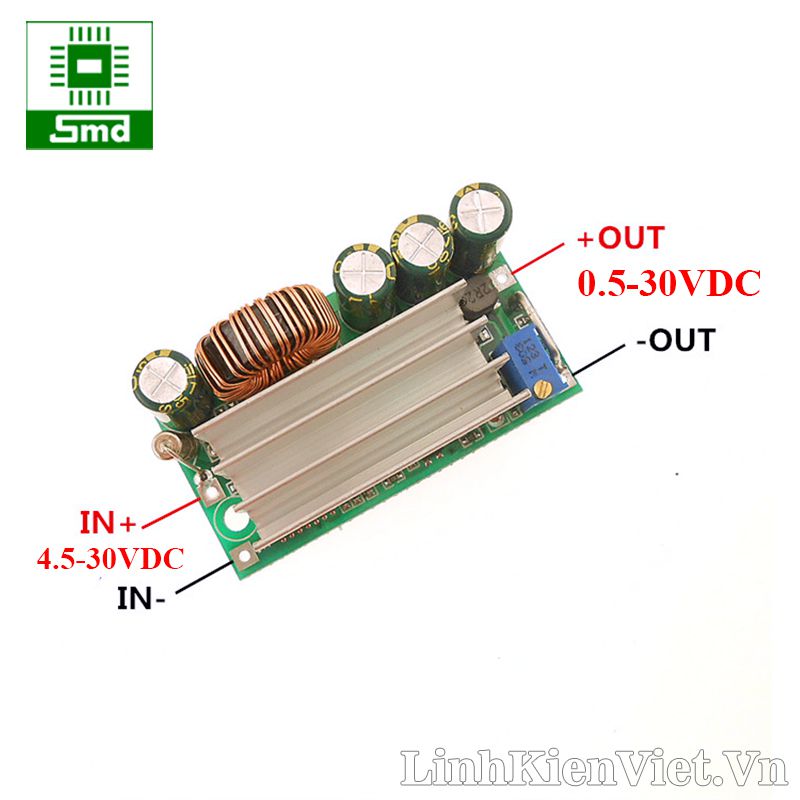 Smd
+OUT
0.5-30VDC
-OUT
IN+
4.5-30VDC
IN-
LinhKienViet.Vn